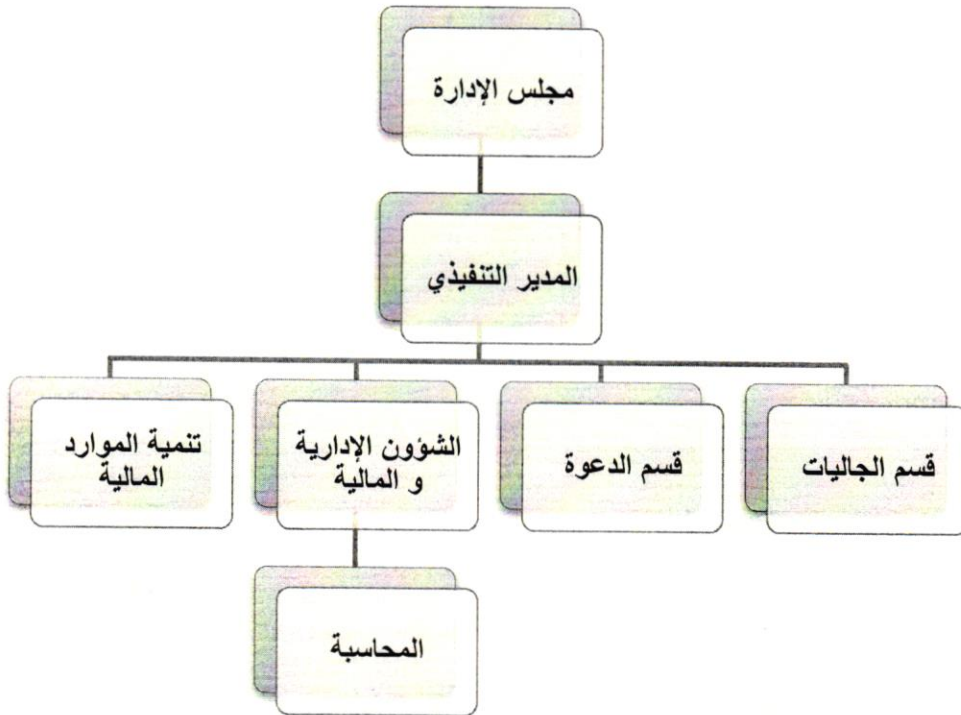 مجلس الإدارة
المدير التنفيذي
قسم الجاليات
قسم الدعوة
الشؤون الإدارية
و المالية
تنمية الموارد
المالية
المحاسبة